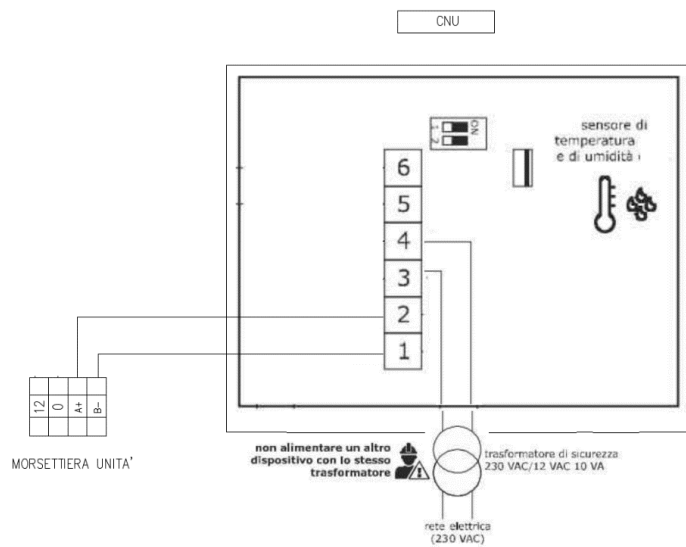 CNU
ON
1
2
sensore di
temperatura
e di umidità
6
5
4
3
2
1
12
0
A+
B-
MORSETTIERA UNITA'
non alimentare un altro
dispositivo con lo stesso
trasformatore
trasformatore di sicurezza
230 VAC/12 VAC 10 VA
rete elettrica
(230 VAC)